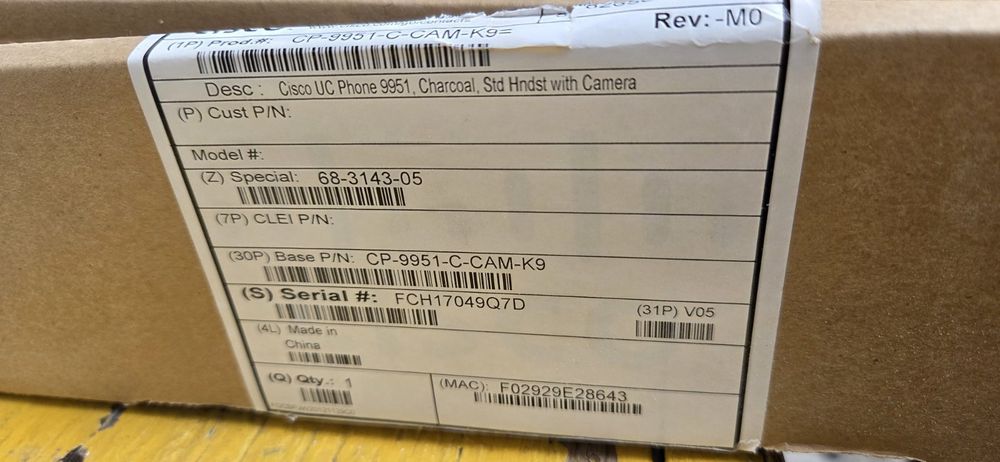 Rev: -M0
(1P) Prod.#: CP-9951-C-CAM-K9=
Desc : Cisco UC Phone 9951, Charcoal, Std Hndst with Camera
(P) Cust P/N:
Model #:
(Z) Special: 68-3143-05
(7P) CLEI P/N:
(30P) Base P/N: CP-9951-C-CAM-K9
(S) Serial #: FCH17049Q7D
(31P) V05
(4L) Made in
China
(Q) Qty.: 1
(MAC): F02929E28643